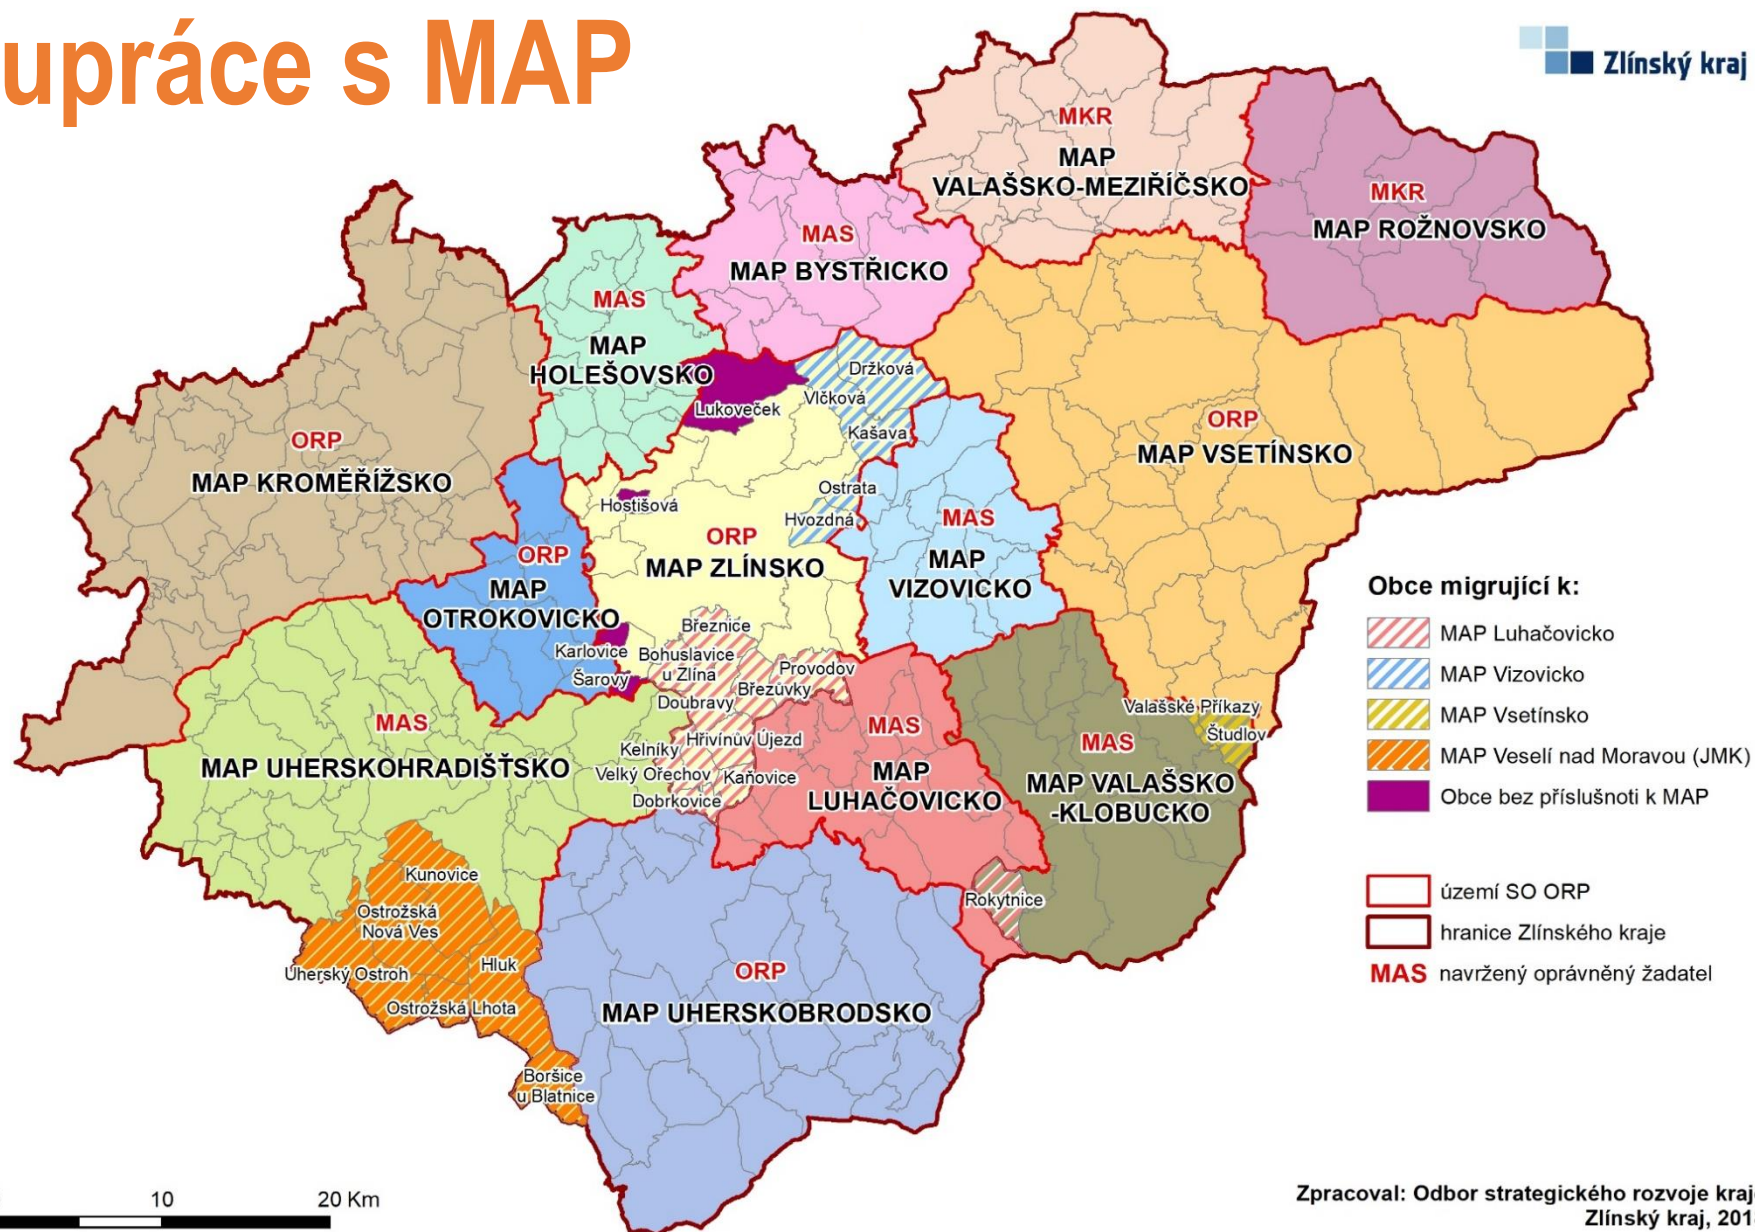 upráce s MAP
Zlínský kraj
MKR
MAP
VALAŠSKO-MEZIŘÍČSKO
MKR
MAP ROŽNOVSKO
MAS
MAP BYSTŘICKO
MAS
MAP
HOLEŠOVSKO
Držková
Vlčková
Lukoveček
Kašava
ORP
MAP KROMĚŘÍŽSKO
ORP
MAP VSETÍNSKO
Ostrata
Hostišová
Hvozdná
ORP
MAP ZLÍNSKO
MAS
MAP
VIZOVICKO
ORP
MAP
OTROKOVICKO
Březnice
Karlovice
Bohuslavice
u Zlína
Provodov
Šarovy
Březůvky
Doubravy
MAS
MAP UHERSKOHRADIŠŤSKO
Hřivínův Újezd
Kelníky
Velký Ořechov
Kaňovice
Dobrkovice
MAS
MAP
LUHAČOVICKO
Valašské Příkazy
Študlov
MAS
MAP VALAŠSKO
-KLOBUCKO
Kunovice
Ostrožská
Nová Ves
Rokytnice
Uherský Ostroh
Hluk
Ostrožská Lhota
ORP
MAP UHERSKOBRODSKO
Boršice
u Blatnice
Obce migrující k:
MAP Luhačovicko
MAP Vizovicko
MAP Vsetínsko
MAP Veselí nad Moravou (JMK)
Obce bez příslušnoti k MAP
území SO ORP
hranice Zlínského kraje
MAS navržený oprávněný žadatel
10
20 Km
Zpracoval: Odbor strategického rozvoje kraj
Zlínský kraj, 201